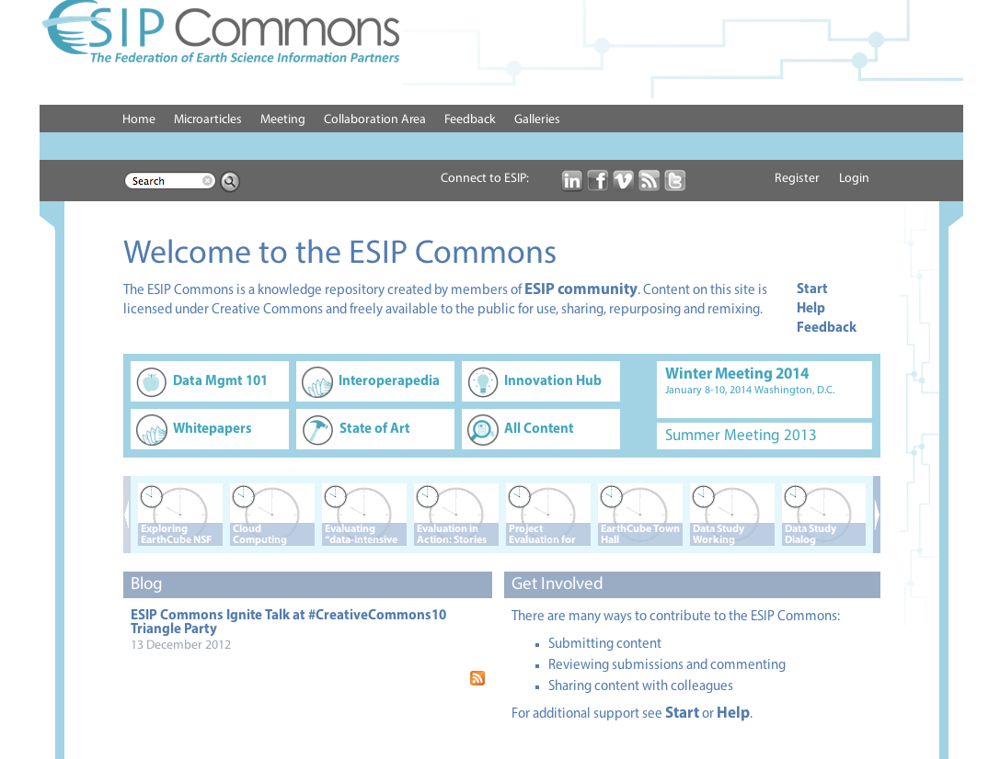 ESIP Commons
The Federation of Earth Science Information Partners
Home Microarticles Meeting Collaboration Area Feedback Galleries
Search
Connect to ESIP:
Register Login
Welcome to the ESIP Commons
The ESIP Commons is a knowledge repository created by members of ESIP community. Content on this site is
licensed under Creative Commons and freely available to the public for use, sharing, repurposing and remixing.
Start
Help
Feedback
Data Mgmt 101
Interoperapedia
Innovation Hub
Whitepapers
State of Art
All Content
Winter Meeting 2014
January 8-10, 2014 Washington, D.C.
Summer Meeting 2013
Exploring
EarthCube NSF
Cloud
Computing
Evaluating
“data-intensive
Evaluation in
Action: Stories
Project
Evaluation for
EarthCube Town
Hall
Data Study
Working
Data Study
Dialog
Blog
ESIP Commons Ignite Talk at #CreativeCommons10
Triangle Party
13 December 2012
Get Involved
There are many ways to contribute to the ESIP Commons:
Submitting content
Reviewing submissions and commenting
Sharing content with colleagues
For additional support see Start or Help.